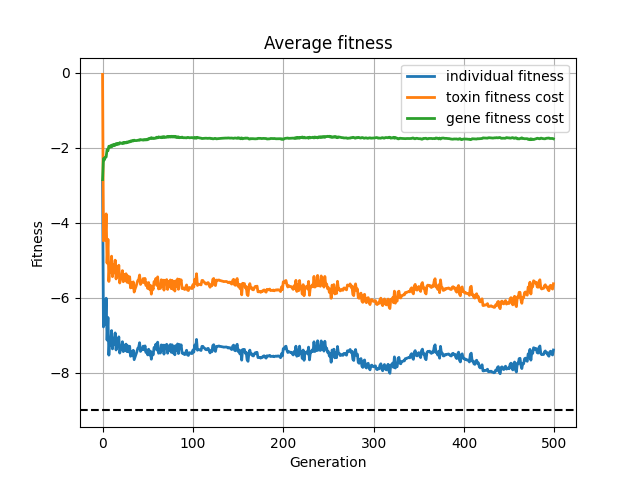 Average fitness
individual fitness
toxin fitness cost
gene fitness cost
0
−2
−4
−6
−8
Fitness
0 100 200 300 400 500
Generation